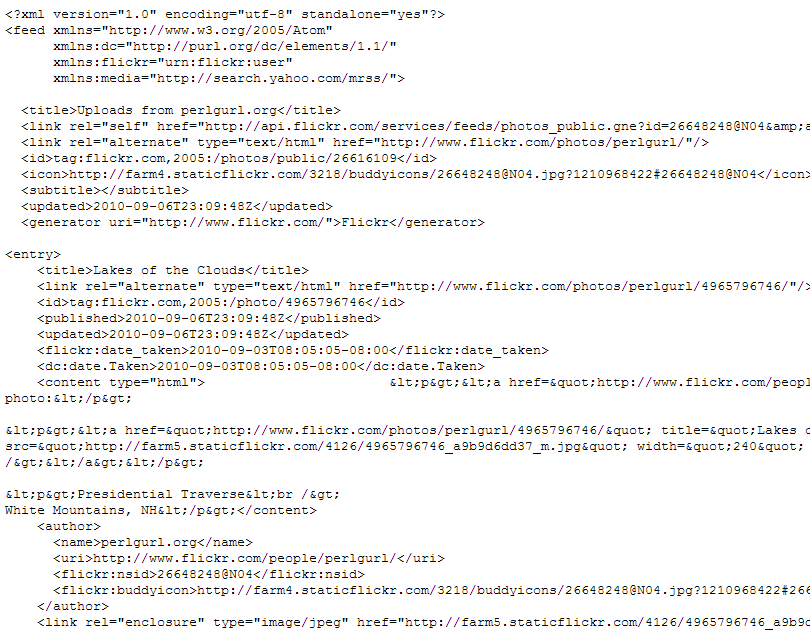 <?xml version="1.0" encoding="utf-8" standalone="yes"?>
<feed xmlns="http://www.w3.org/2005/Atom"
      xmlns:dc="http://purl.org/dc/elements/1.1/"
      xmlns:flickr="urn:flickr:user"
      xmlns:media="http://search.yahoo.com/mrss/">
  <title>Uploads from perlgurl.org</title>
  <link rel="self" href="http://api.flickr.com/services/feeds/photos_public.gne?id=26648248@N04&amp;a
  <link rel="alternate" type="text/html" href="http://www.flickr.com/photos/perlgurl/"/>
  <id>tag:flickr.com,2005:/photos/public/26616109</id>
  <icon>http://farm4.staticflickr.com/3218/buddyicons/26648248@N04.jpg?1210968422#26648248@N04</icon>
  <subtitle></subtitle>
  <updated>2010-09-06T23:09:48Z</updated>
  <generator uri="http://www.flickr.com/">Flickr</generator>
<entry>
    <title>Lakes of the Clouds</title>
    <link rel="alternate" type="text/html" href="http://www.flickr.com/photos/perlgurl/4965796746/"/>
    <id>tag:flickr.com,2005:/photo/4965796746</id>
    <published>2010-09-06T23:09:48Z</published>
    <updated>2010-09-06T23:09:48Z</updated>
    <flickr:date_taken>2010-09-03T08:05:05-08:00</flickr:date_taken>
    <dc:date.Taken>2010-09-03T08:05:05-08:00</dc:date.Taken>
    <content type="html">                       &lt;p&gt;&lt;a href=&quot;http://www.flickr.com/peopl
photo:&lt;/p&gt;
&lt;p&gt;&lt;a href=&quot;http://www.flickr.com/photos/perlgurl/4965796746/&quot; title=&quot;Lakes o
src=&quot;http://farm5.staticflickr.com/4126/4965796746_a9b9d6dd37_m.jpg&quot; width=&quot;240&quot;
/&gt;&lt;/a&gt;&lt;/p&gt;
&lt;p&gt;Presidential Traverse&lt;br /&gt;
White Mountains, NH&lt;/p&gt;</content>
    <author>
      <name>perlgurl.org</name>
      <uri>http://www.flickr.com/people/perlgurl/</uri>
      <flickr:nsid>26648248@N04</flickr:nsid>
      <flickr:buddyicon>http://farm4.staticflickr.com/3218/buddyicons/26648248@N04.jpg?1210968422#266
    </author>
    <link rel="enclosure" type="image/jpeg" href="http://farm5.staticflickr.com/4126/4965796746_a9b9d